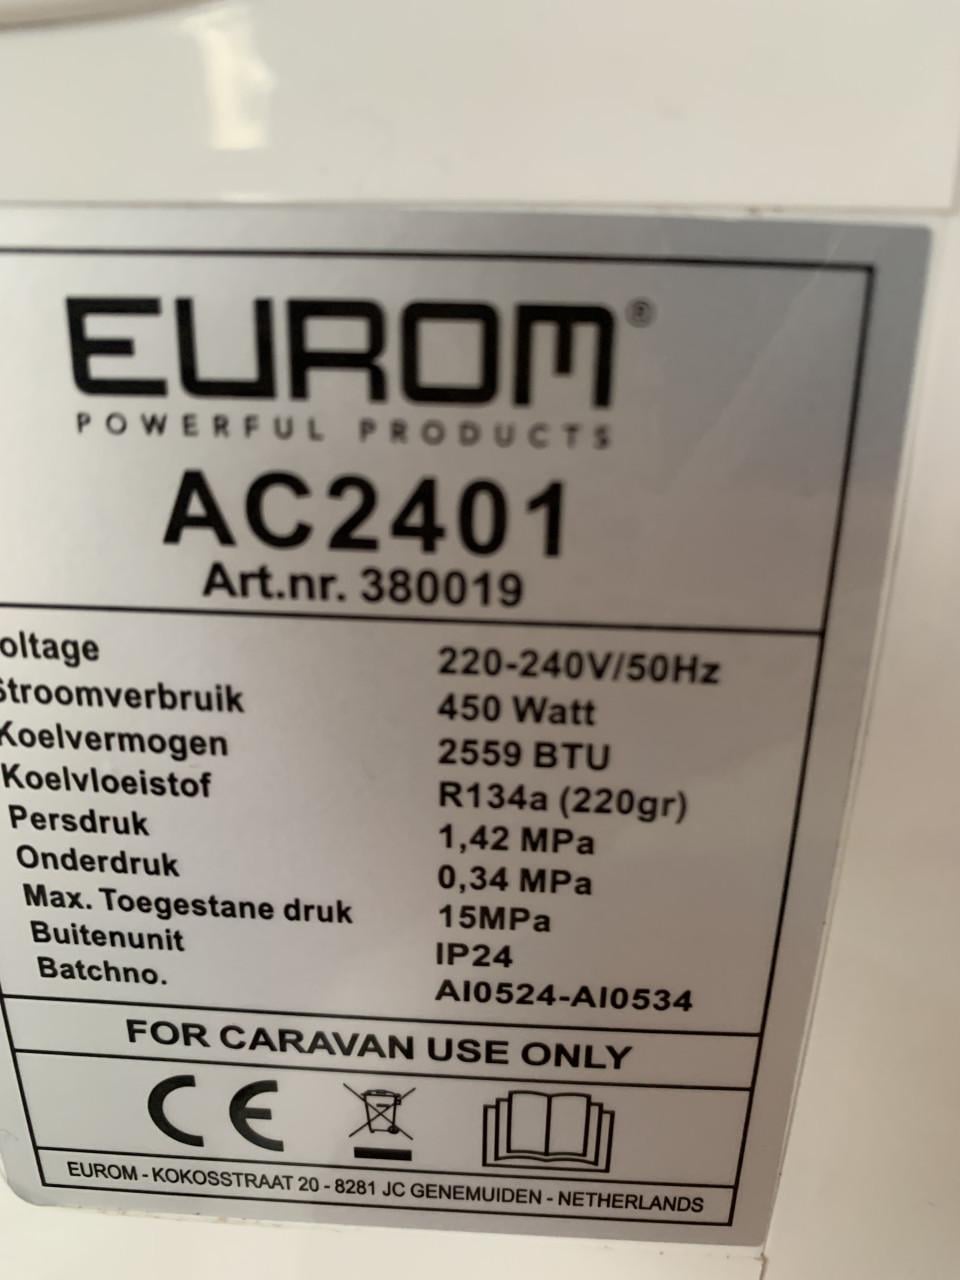 EUROM®
POWERFUL PRODUCTS
AC2401
Art.nr. 380019
oltage 220-240V/50Hz
Stroomverbruik 450 Watt
Koelvermogen 2559 BTU
Koelvloeistof R134a (220gr)
Persdruk 1,42 MPa
Onderdruk 0,34 MPa
Max. Toegestane druk 15MPa
Buitenunit IP24
Batchno. AI0524-AI0534
FOR CARAVAN USE ONLY
CE
EUROM - KOKOSSTRAAT 20 - 8281 JC GENEMUIDEN - NETHERLANDS